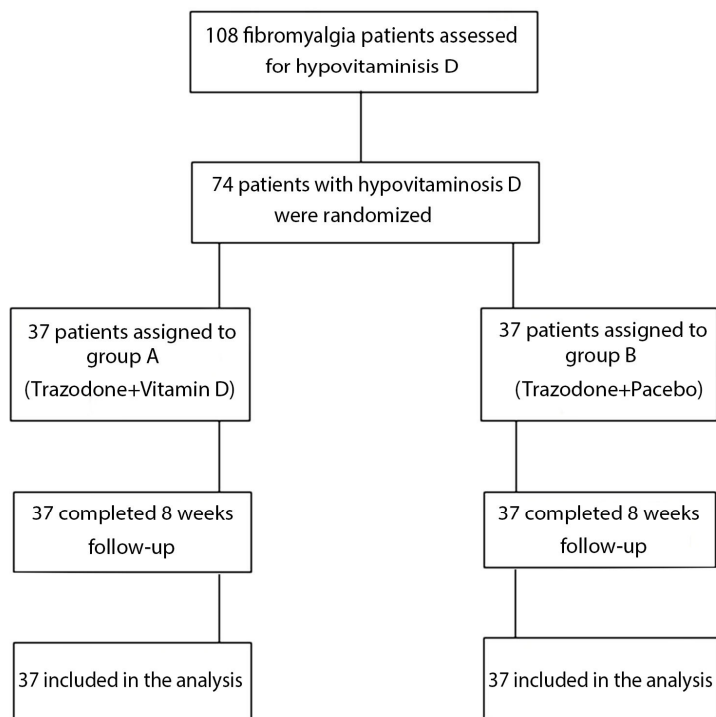 108 fibromyalgia patients assessed
for hypovitaminisis D
74 patients with hypovitaminosis D
were randomized
37 patients assigned to
group A
(Trazodone+Vitamin D)
37 patients assigned to
group B
(Trazodone+Pacebo)
37 completed 8 weeks
follow-up
37 completed 8 weeks
follow-up
37 included in the analysis
37 included in the analysis